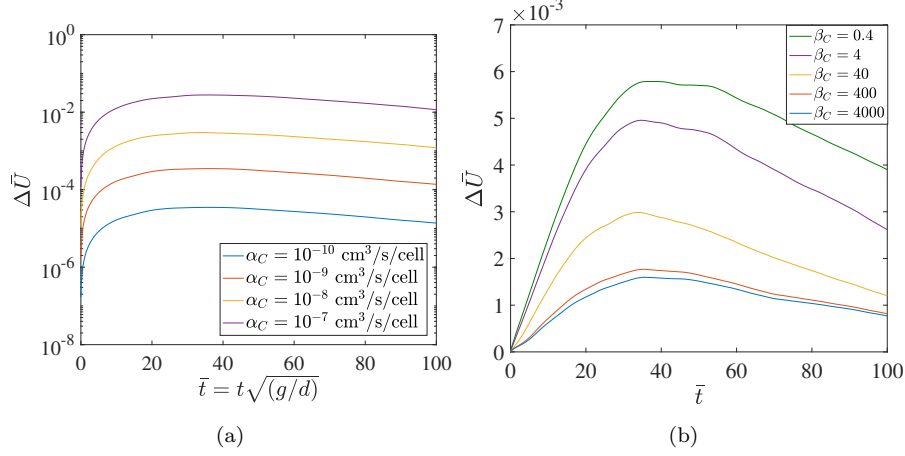 10^0
10^{-2}
10^{-4}
10^{-6}
10^{-8}
ΔŪ
α_C = 10^{-10} cm^3/s/cell
α_C = 10^{-9} cm^3/s/cell
α_C = 10^{-8} cm^3/s/cell
α_C = 10^{-7} cm^3/s/cell
0 20 40 60 80 100
t̄ = t√(g/d)
(a)
×10^{-3}
7
6
5
4
3
2
1
0
ΔŪ
β_C = 0.4
β_C = 4
β_C = 40
β_C = 400
β_C = 4000
0 20 40 60 80 100
t̄
(b)